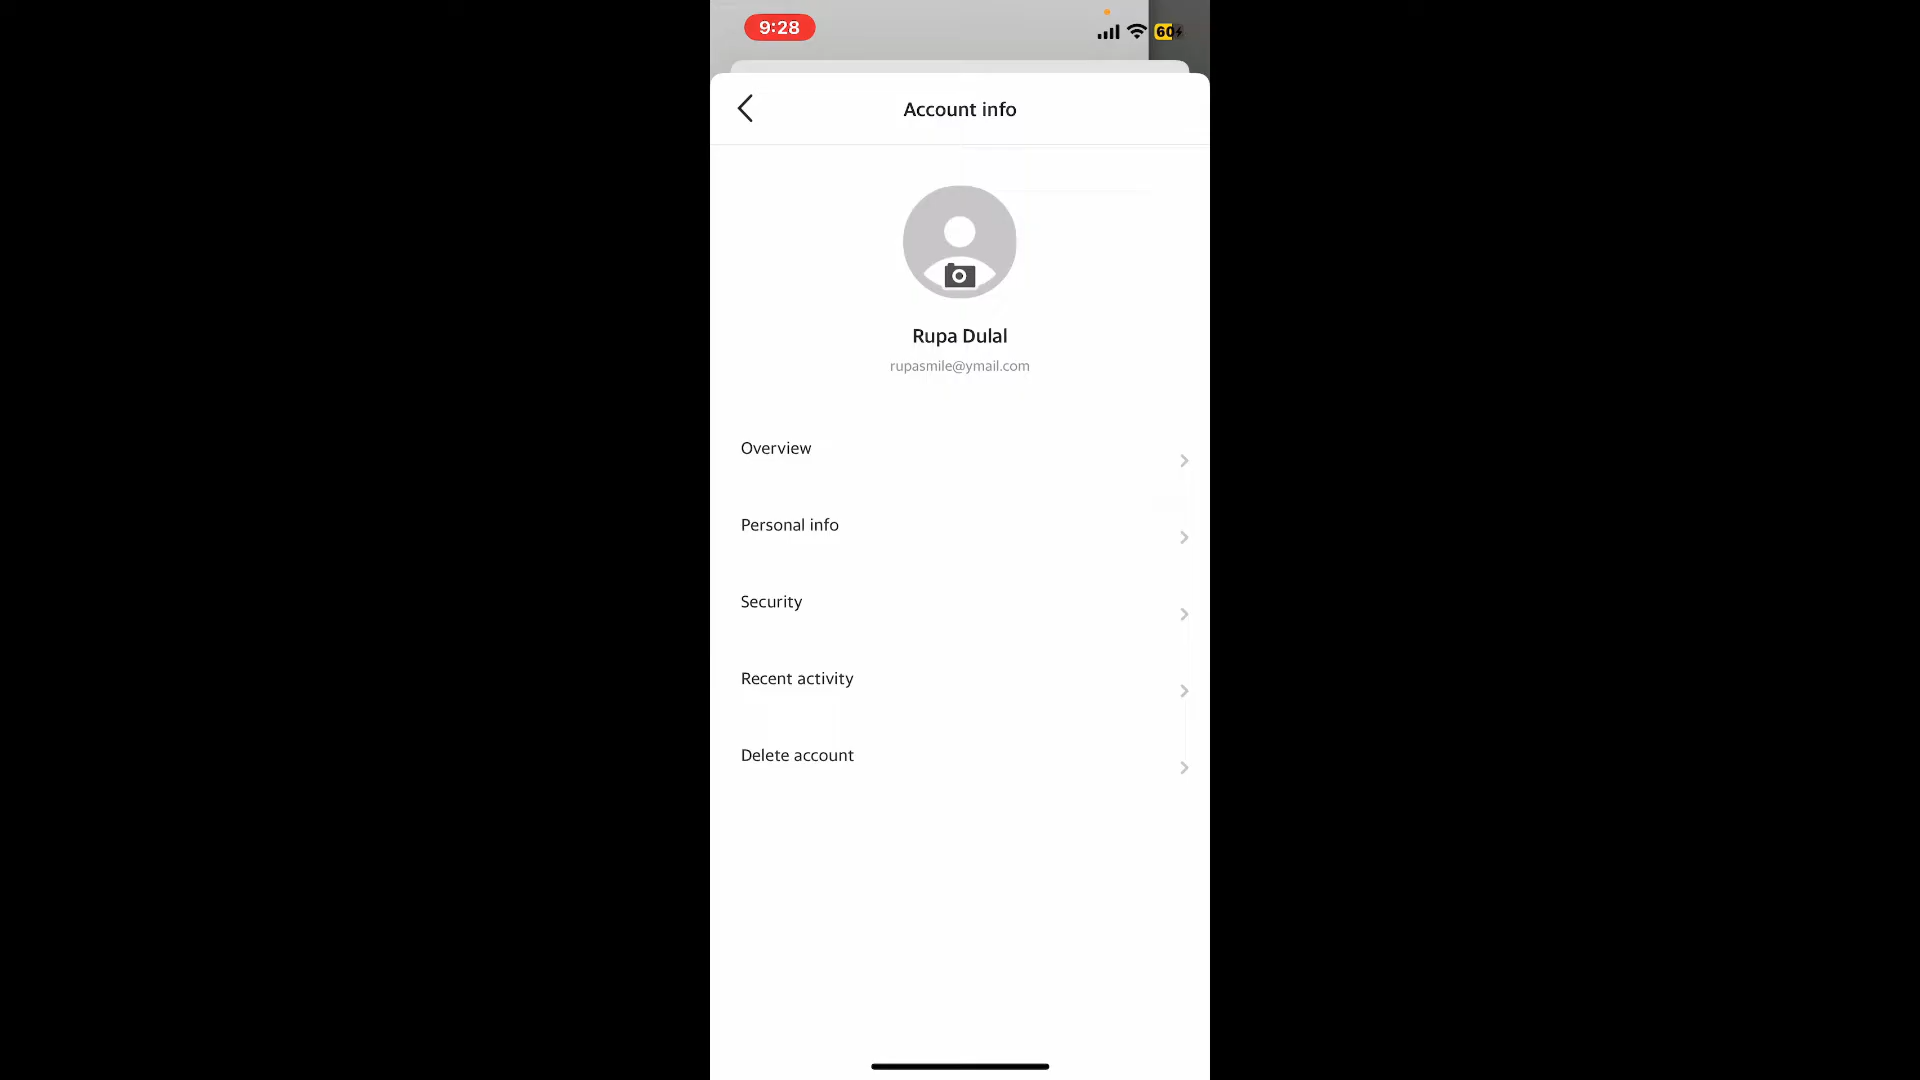 9:28
60
Account info
Rupa Dulal
rupasmile@ymail.com
Overview
Personal info
Security
Recent activity
Delete account